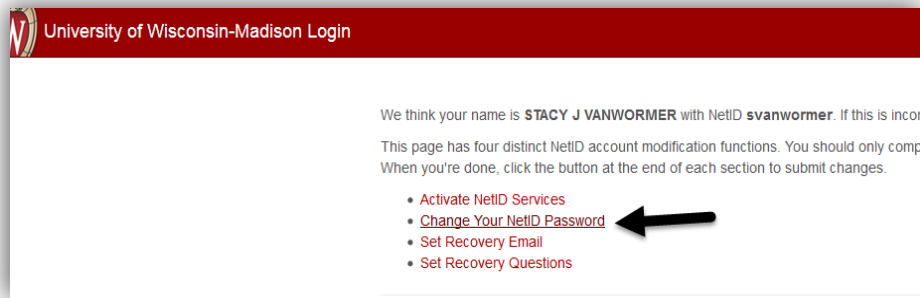 University of Wisconsin-Madison Login
We think your name is STACY J VANWORMER with NetID svanwormer. If this is
This page has four distinct NetID account modification functions. You should only
When you're done, click the button at the end of each section to submit changes.
Activate NetID Services
Change Your NetID Password
Set Recovery Email
Set Recovery Questions